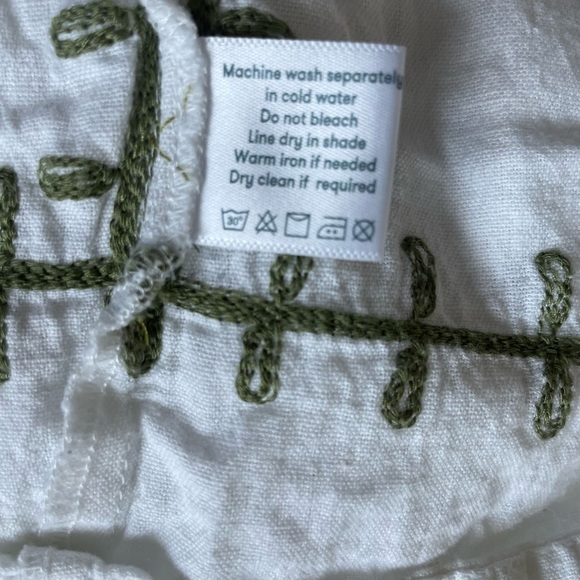 Machine wash separately
in cold water
Do not bleach
Line dry in shade
Warm iron if needed
Dry clean if required
30°